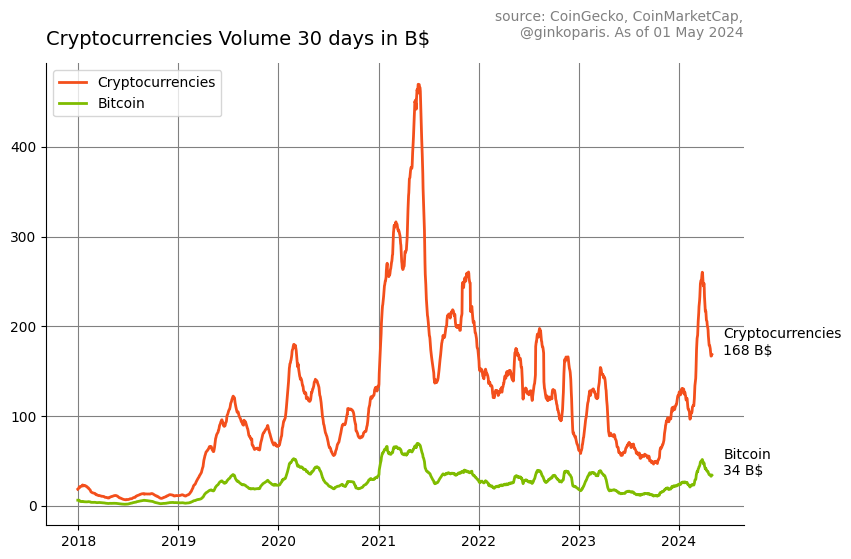 source: CoinGecko, CoinMarketCap,
@ginkoparis. As of 01 May 2024
Cryptocurrencies Volume 30 days in B$
Cryptocurrencies
Bitcoin
400
300
200
100
0
Cryptocurrencies
168 B$
Bitcoin
34 B$
2018
2019
2020
2021
2022
2023
2024